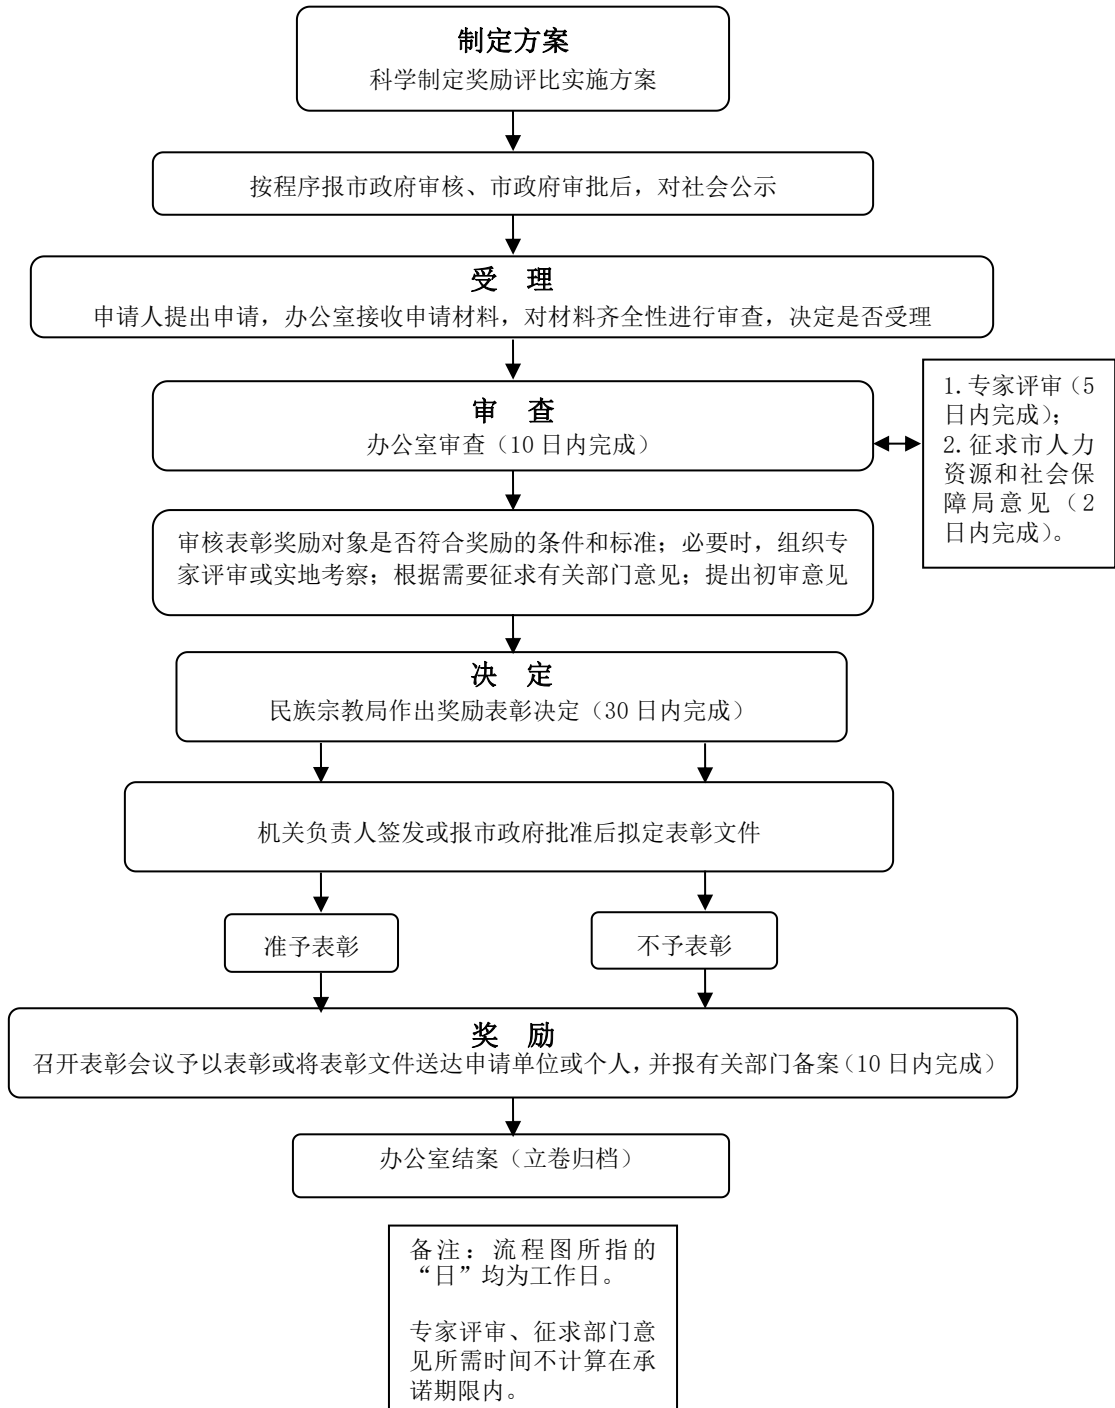 制定方案
科学制定奖励评比实施方案
按程序报市政府审核、市政府审批后，对社会公示
受 理
申请人提出申请，办公室接收申请材料，对材料齐全性进行审查，决定是否受理
审 查
办公室审查（10日内完成）
1.专家评审（5
日内完成）；
2.征求市人力
资源和社会保
障局意见（2
日内完成）。
审核表彰奖励对象是否符合奖励的条件和标准；必要时，组织专
家评审或实地考察；根据需要征求有关部门意见；提出初审意见
决 定
民族宗教局作出奖励表彰决定（30日内完成）
机关负责人签发或报市政府批准后拟定表彰文件
准予表彰
不予表彰
奖 励
召开表彰会议予以表彰或将表彰文件送达申请单位或个人，并报有关部门备案（10日内完成）
办公室结案（立卷归档）
备注：流程图所指的
“日”均为工作日。
专家评审、征求部门意
见所需时间不计算在承
诺期限内。